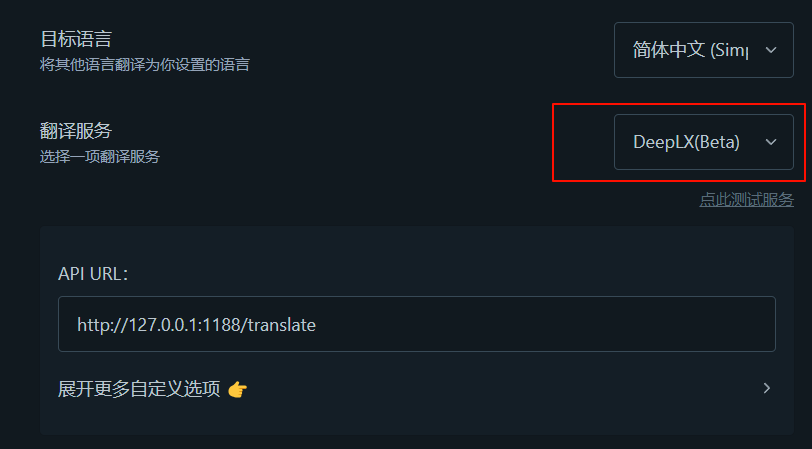 目标语言
将其他语言翻译为你设置的语言
简体中文 (Simp
翻译服务
选择一项翻译服务
DeepLX(Beta)
点此测试服务
API URL：
http://127.0.0.1:1188/translate
展开更多自定义选项 👉